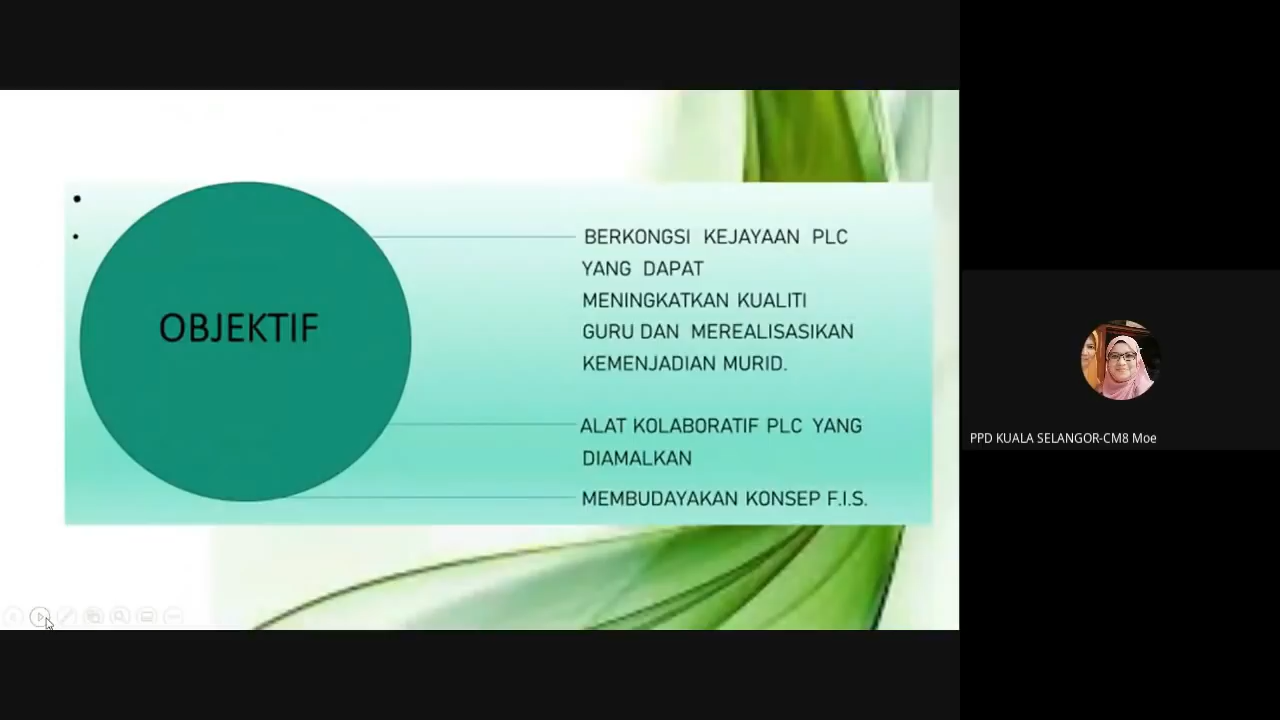 OBJEKTIF
BERKONGSI KEJAYAAN PLC
YANG DAPAT
MENINGKATKAN KUALITI
GURU DAN MEREALISASIKAN
KEMENJADIAN MURID.
ALAT KOLABORATIF PLC YANG
DIAMALKAN
MEMBUDAYAKAN KONSEP F.I.S.
PPD KUALA SELANGOR-CM8 Moe